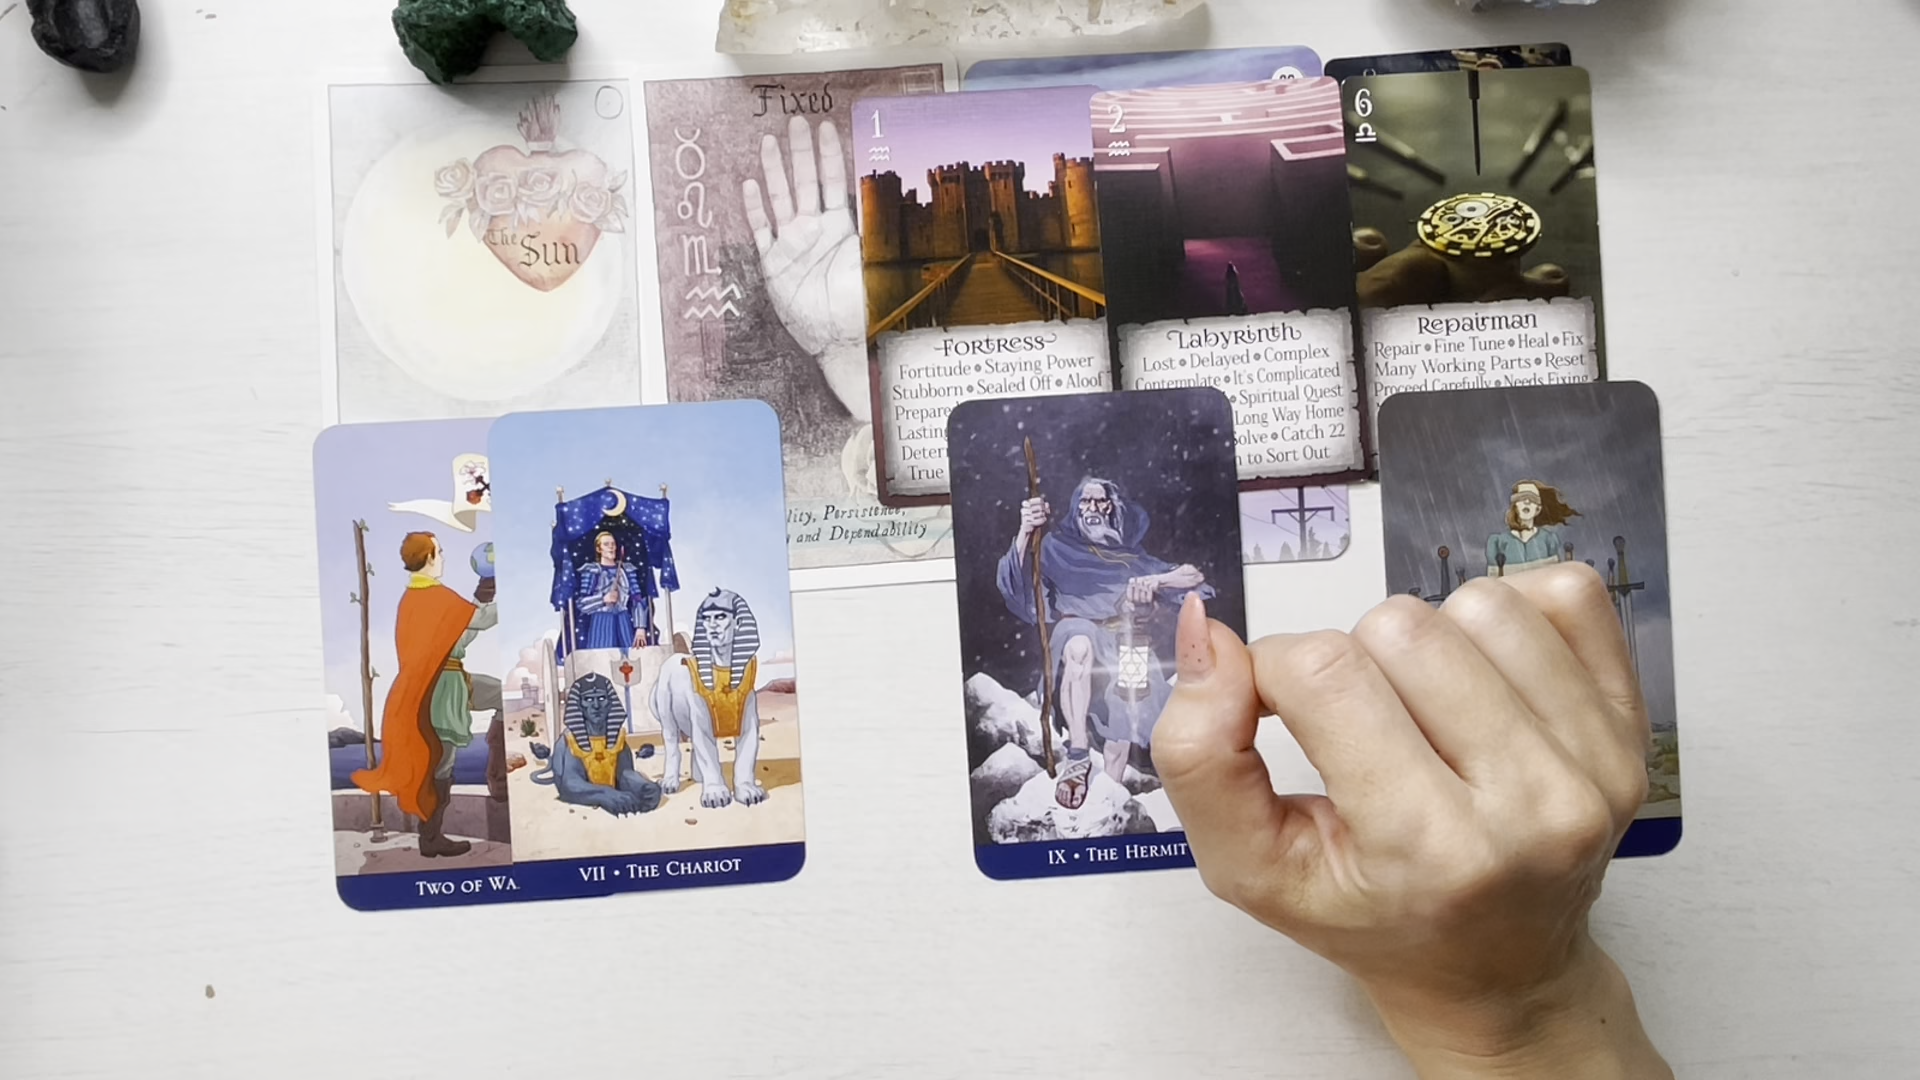 The
Sun
Fixed
lity, Persistence,
and Dependability
1
FORTRESS
Fortitude • Staying Power
Stubborn • Sealed Off • Aloof
Prepare
Lasting
Deter
True
2
Labyrinth
Lost • Delayed • Complex
Contemplate • It's Complicated
• Spiritual Quest
Long Way Home
Solve • Catch 22
to Sort Out
6
Repairman
Repair • Fine Tune • Heal • Fix
Many Working Parts • Reset
Proceed Carefully • Needs Fixing
TWO OF WA
VII • THE CHARIOT
IX • THE HERMIT